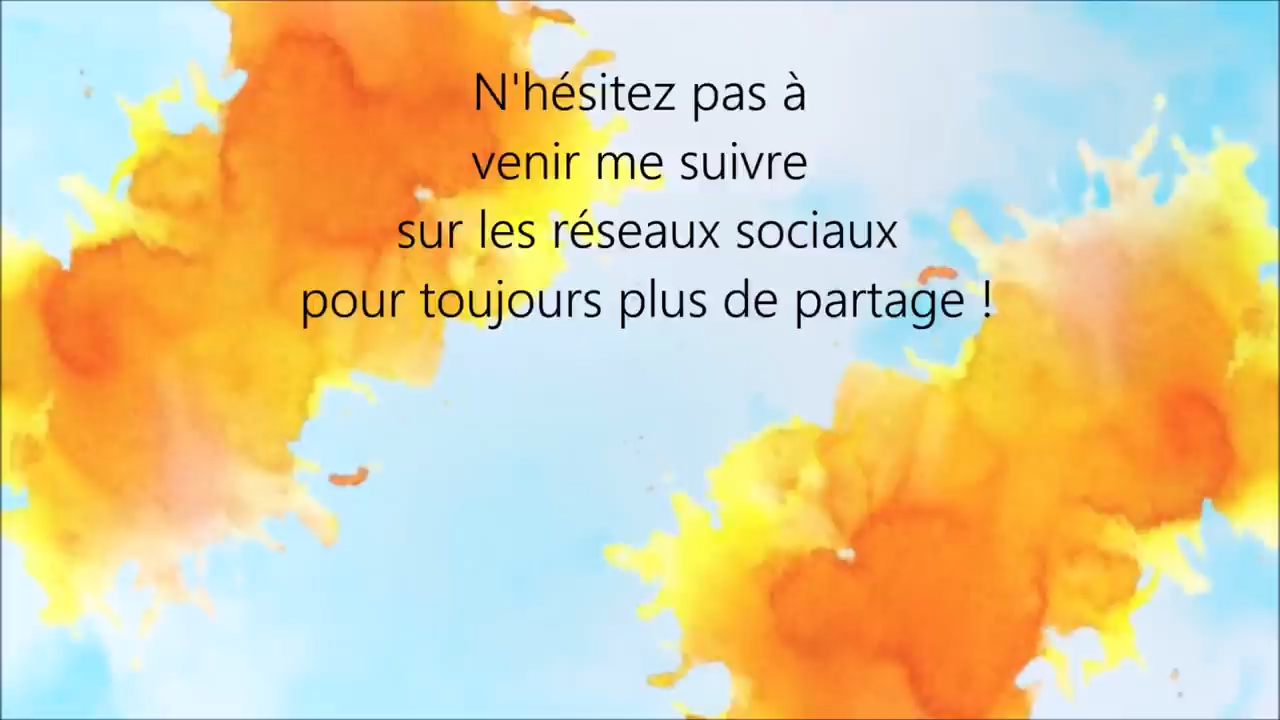 N'hésitez pas à
venir me suivre
sur les réseaux sociaux
pour toujours plus de partage !